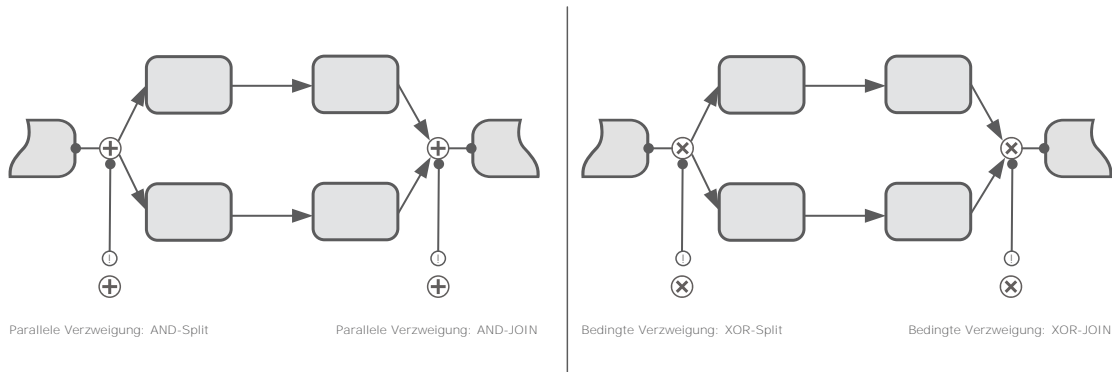 Parallele Verzweigung: AND-Split
Parallele Verzweigung: AND-JOIN
Bedingte Verzweigung: XOR-Split
Bedingte Verzweigung: XOR-JOIN